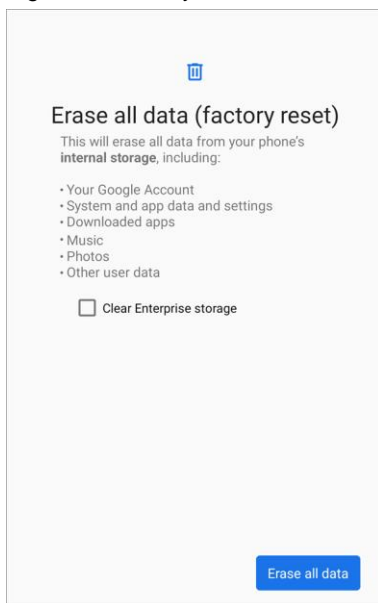 Erase all data (factory reset)
This will erase all data from your phone's
internal storage, including:
• Your Google Account
• System and app data and settings
• Downloaded apps
• Music
• Photos
• Other user data
Clear Enterprise storage
Erase all data